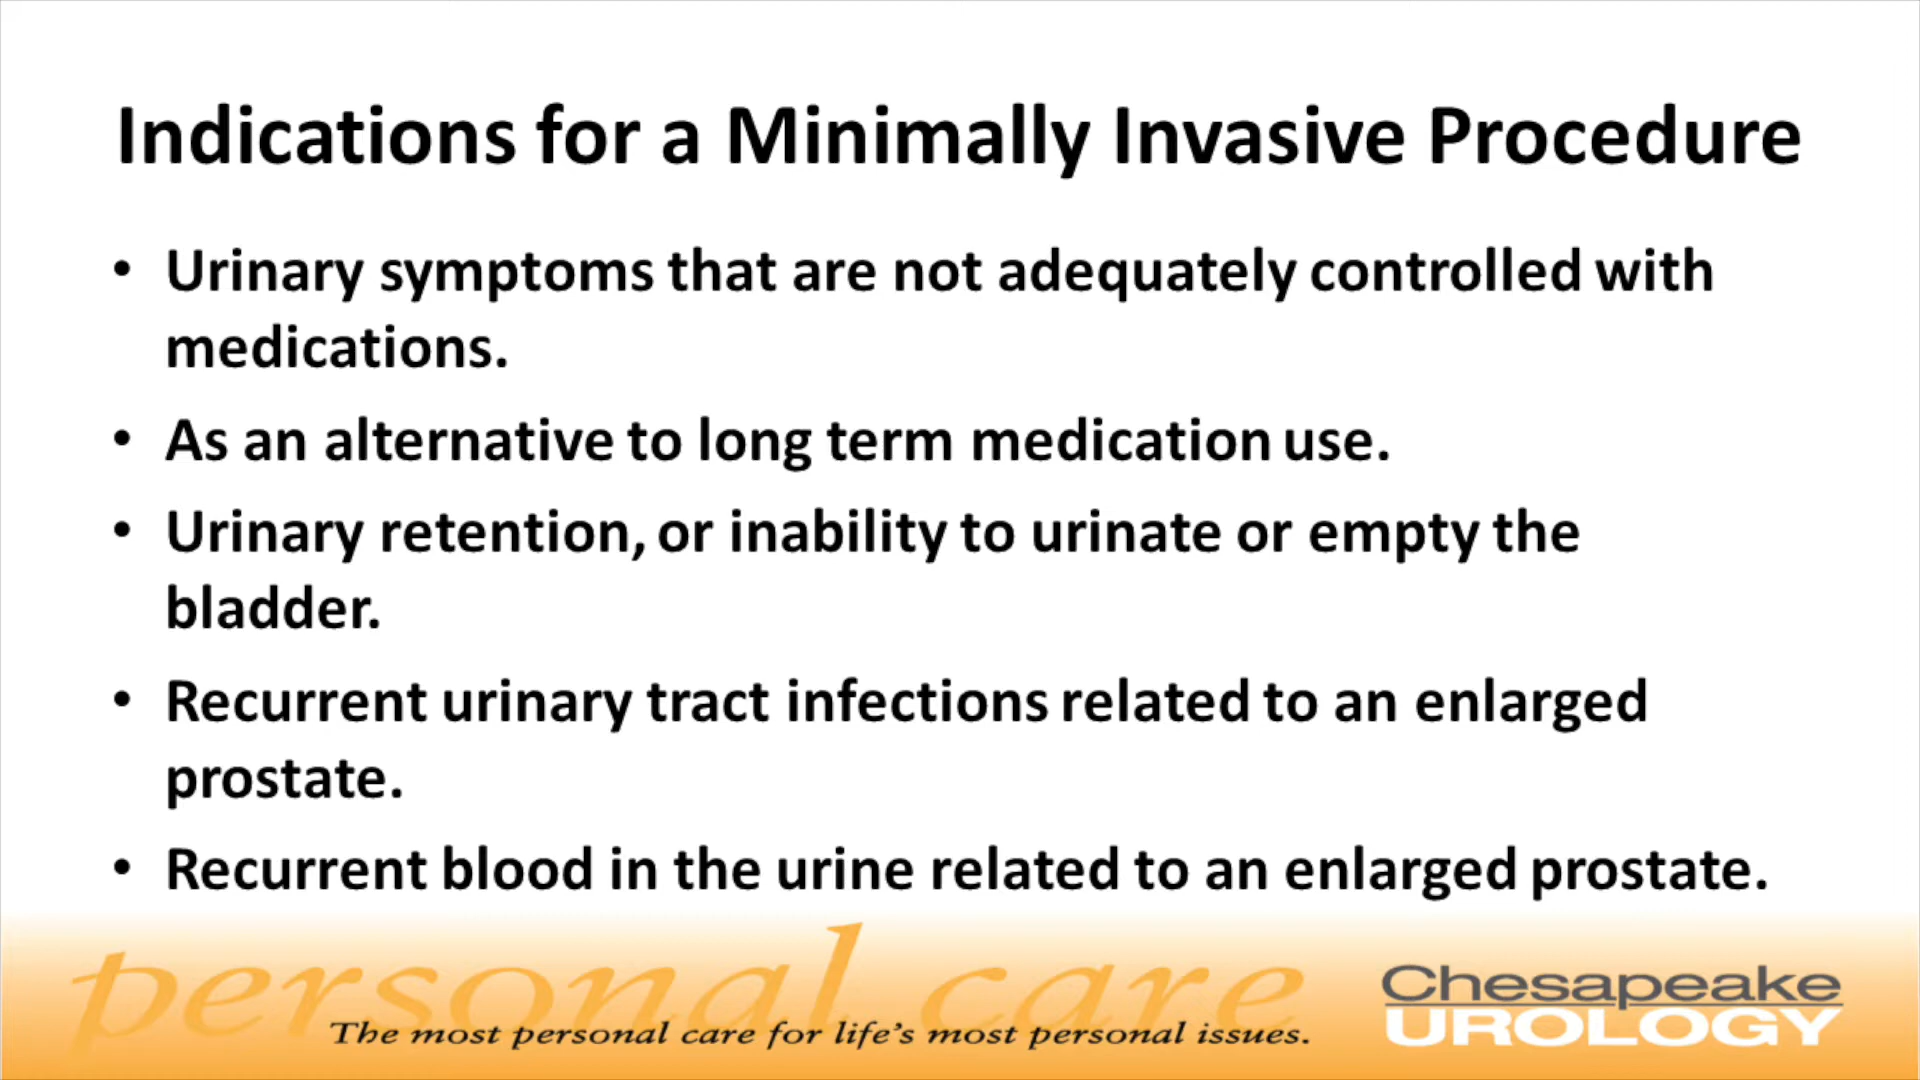 Indications for a Minimally Invasive Procedure
• Urinary symptoms that are not adequately controlled with
medications.
• As an alternative to long term medication use.
• Urinary retention, or inability to urinate or empty the
bladder.
• Recurrent urinary tract infections related to an enlarged
prostate.
• Recurrent blood in the urine related to an enlarged prostate.
personal care
The most personal care for life's most personal issues.
Chesapeake
UROLOGY